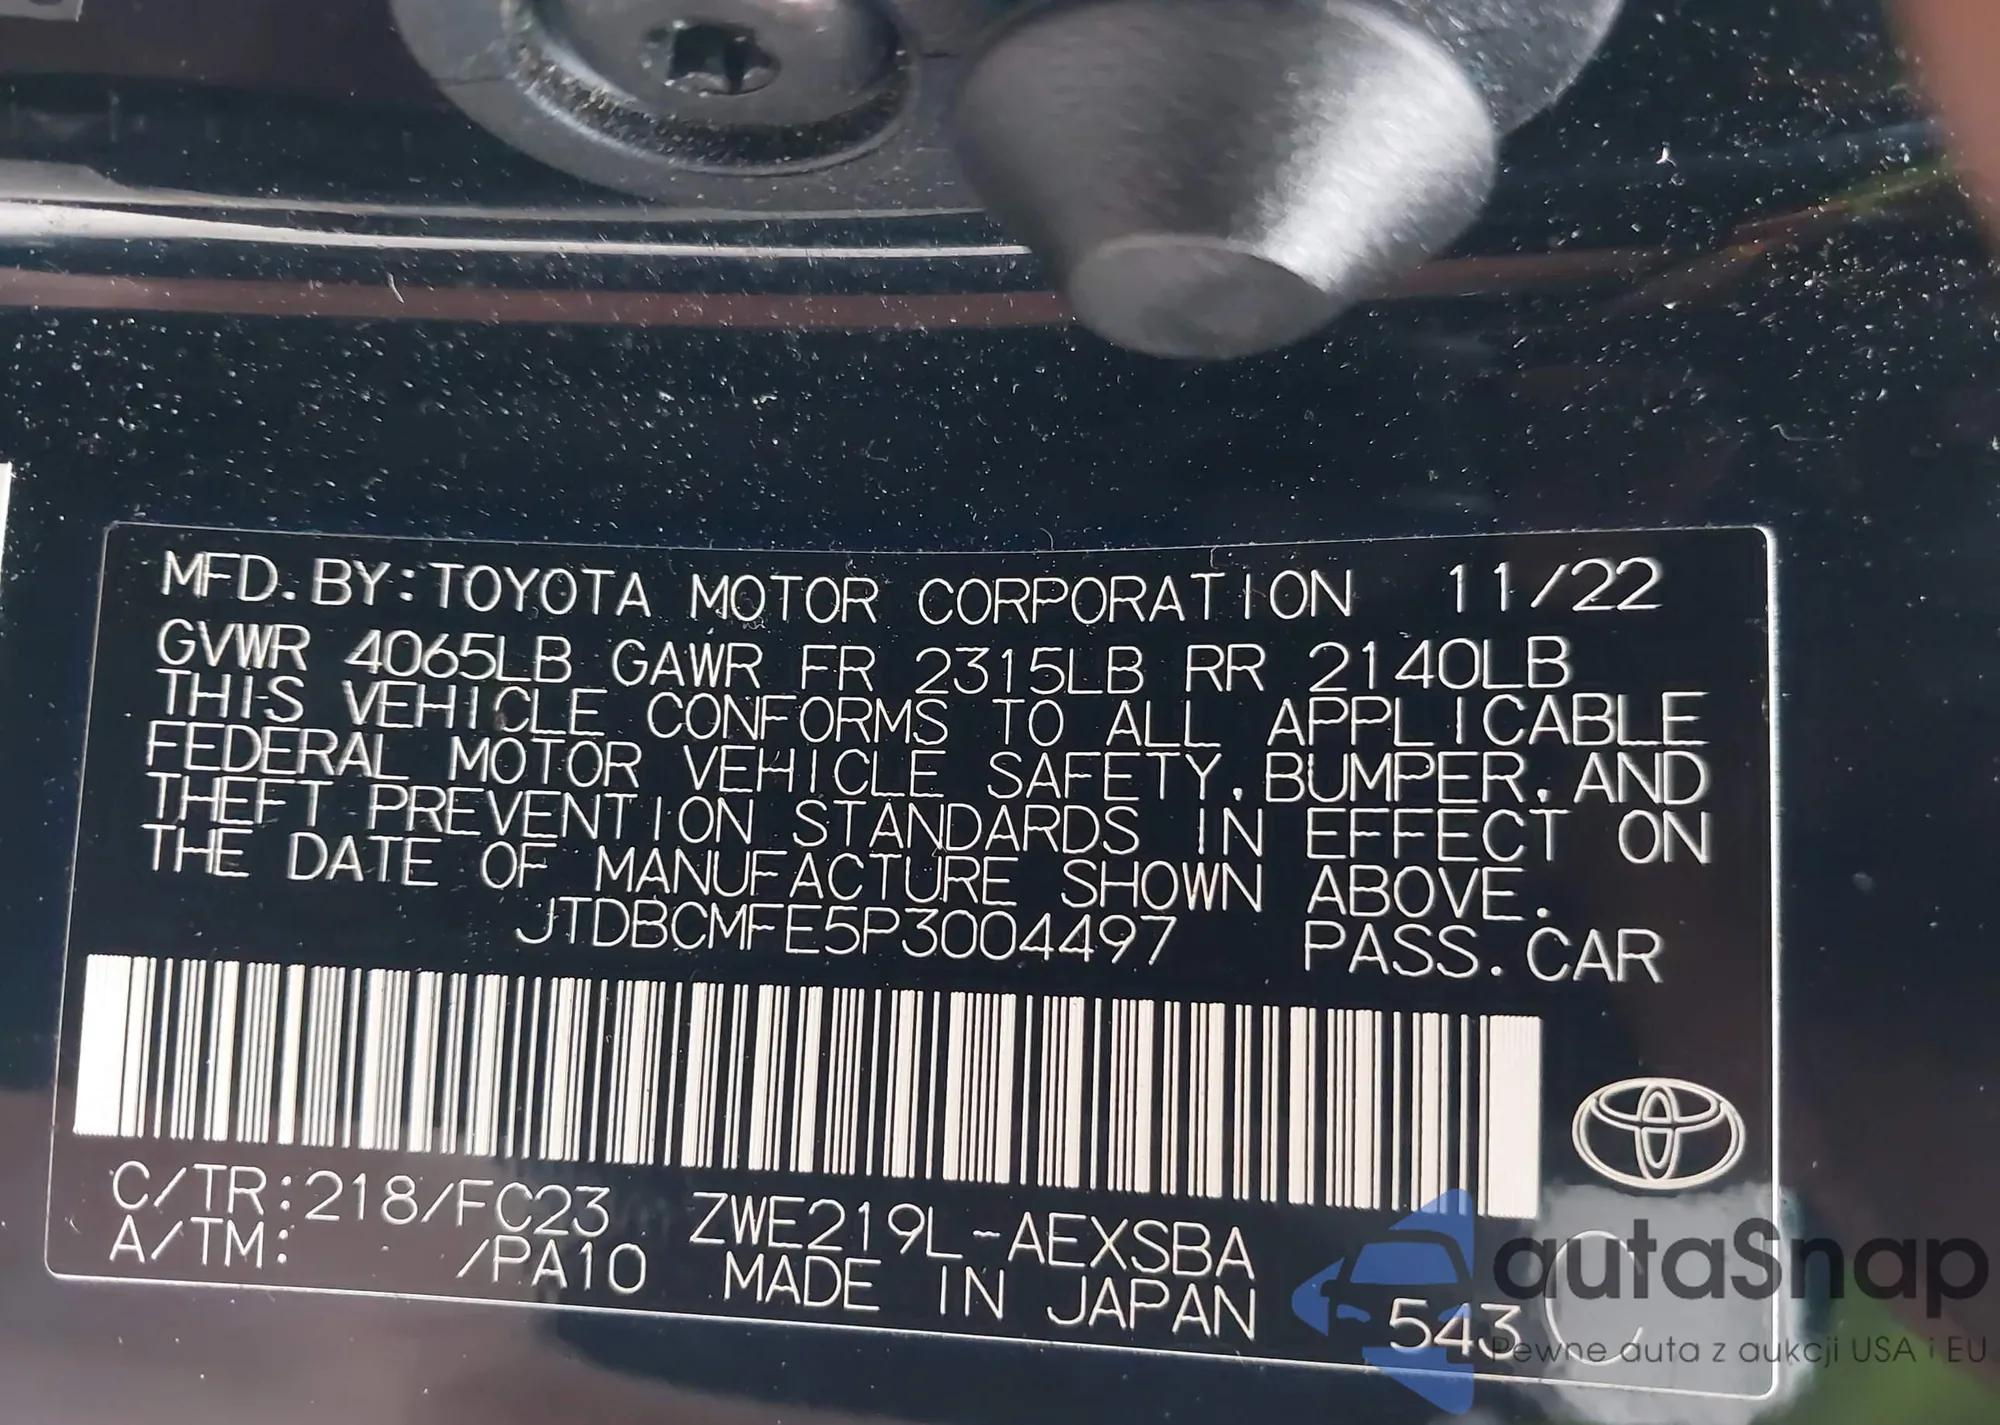 MFD. BY: TOYOTA MOTOR CORPORATION 11/22
GVWR 4065LB GAWR FR 2315LB RR 2140LB
THIS VEHICLE CONFORMS TO ALL APPLICABLE
FEDERAL MOTOR VEHICLE SAFETY, BUMPER, AND
THEFT PREVENTION STANDARDS IN EFFECT ON
THE DATE OF MANUFACTURE SHOWN ABOVE.
JTDBCMFE5P3004497 PASS. CAR
C/TR: 218/FC23 ZWE219L-AEXSBA
A/TM: /PA10 MADE IN JAPAN 543
autaSnap
Pewne auta z aukcji USA i EU